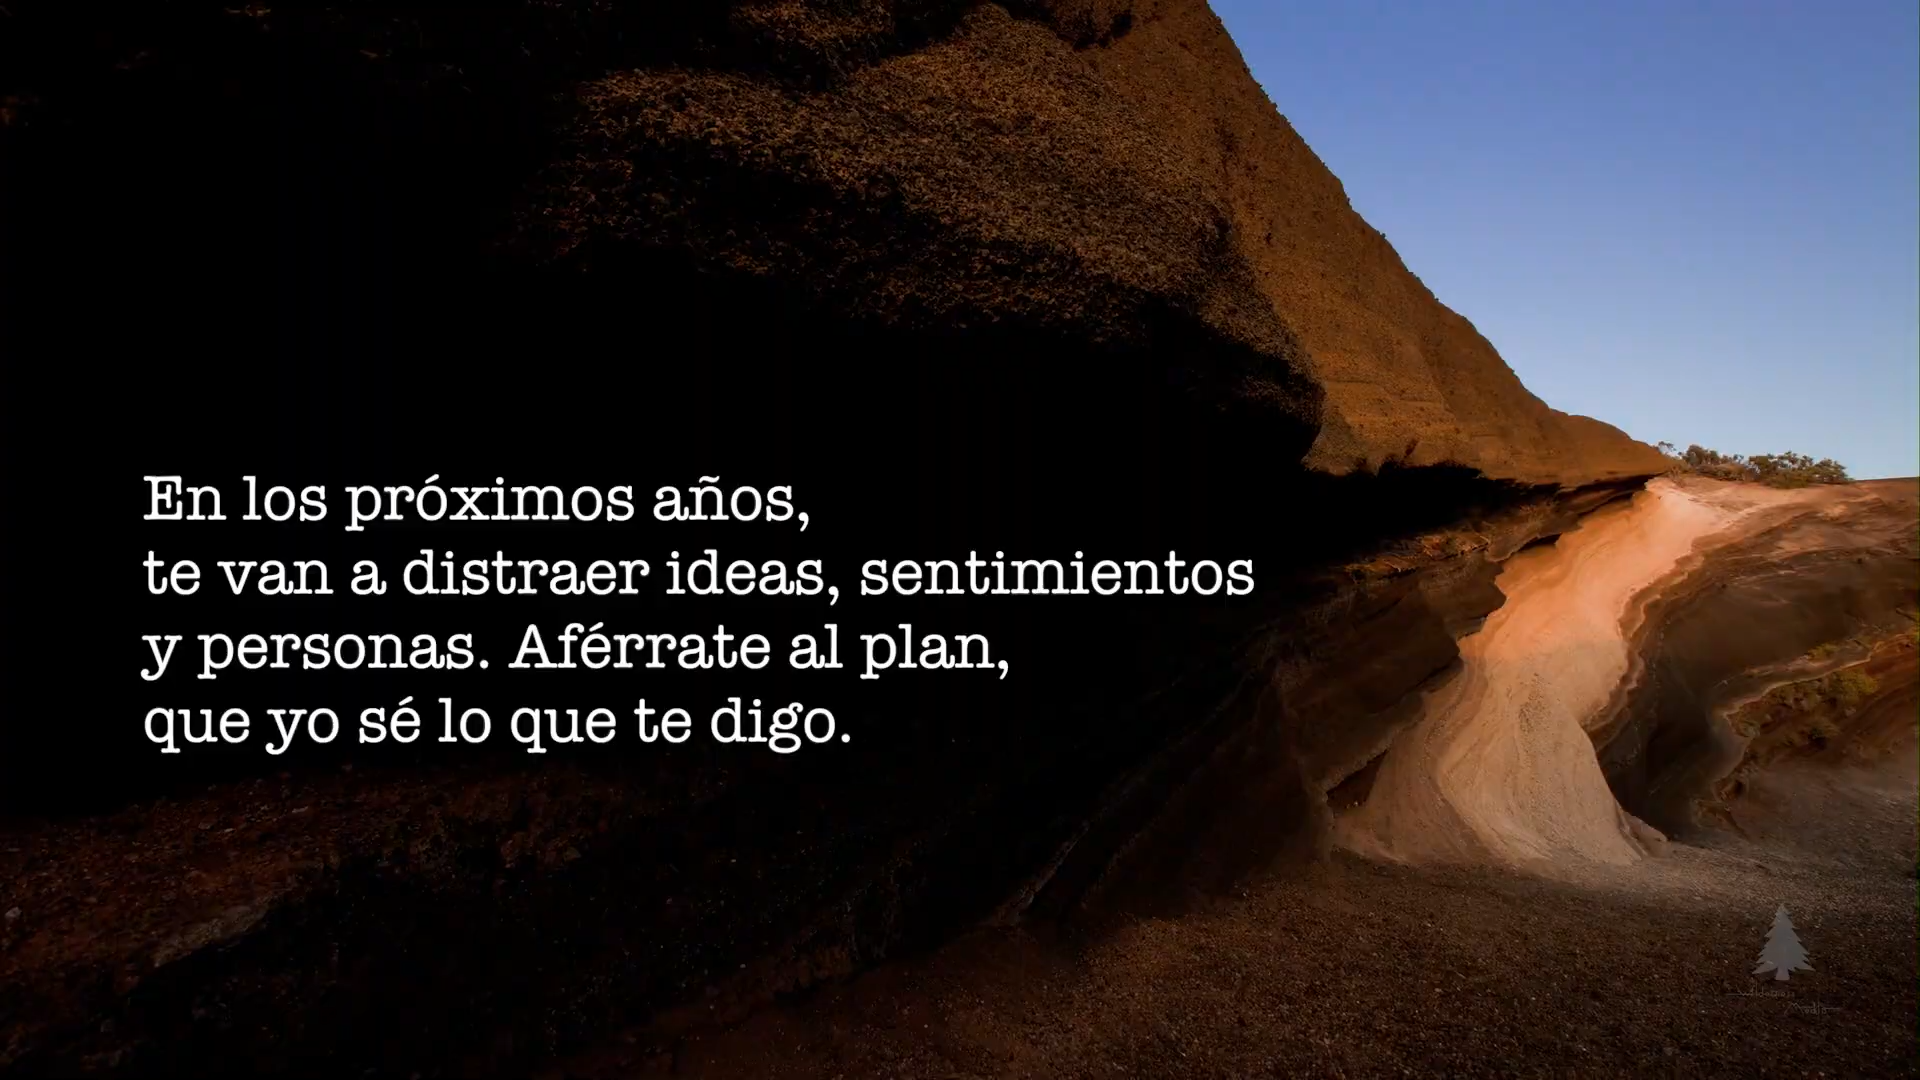 En los próximos años,
te van a distraer ideas, sentimientos
y personas. Aférrate al plan,
que yo sé lo que te digo.